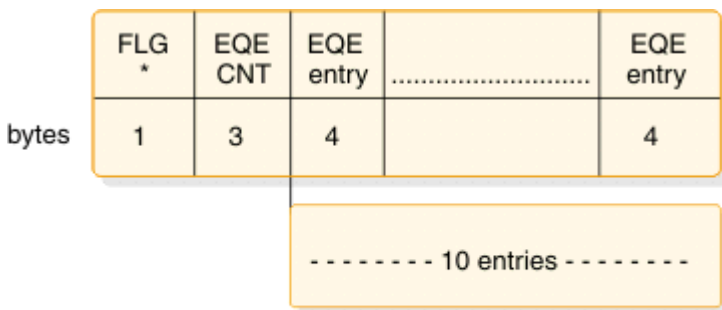 FLG
*
EQE
CNT
EQE
entry
...........................
EQE
entry
bytes
1
3
4
4
- - - - - - - - 10 entries - - - - - - - -